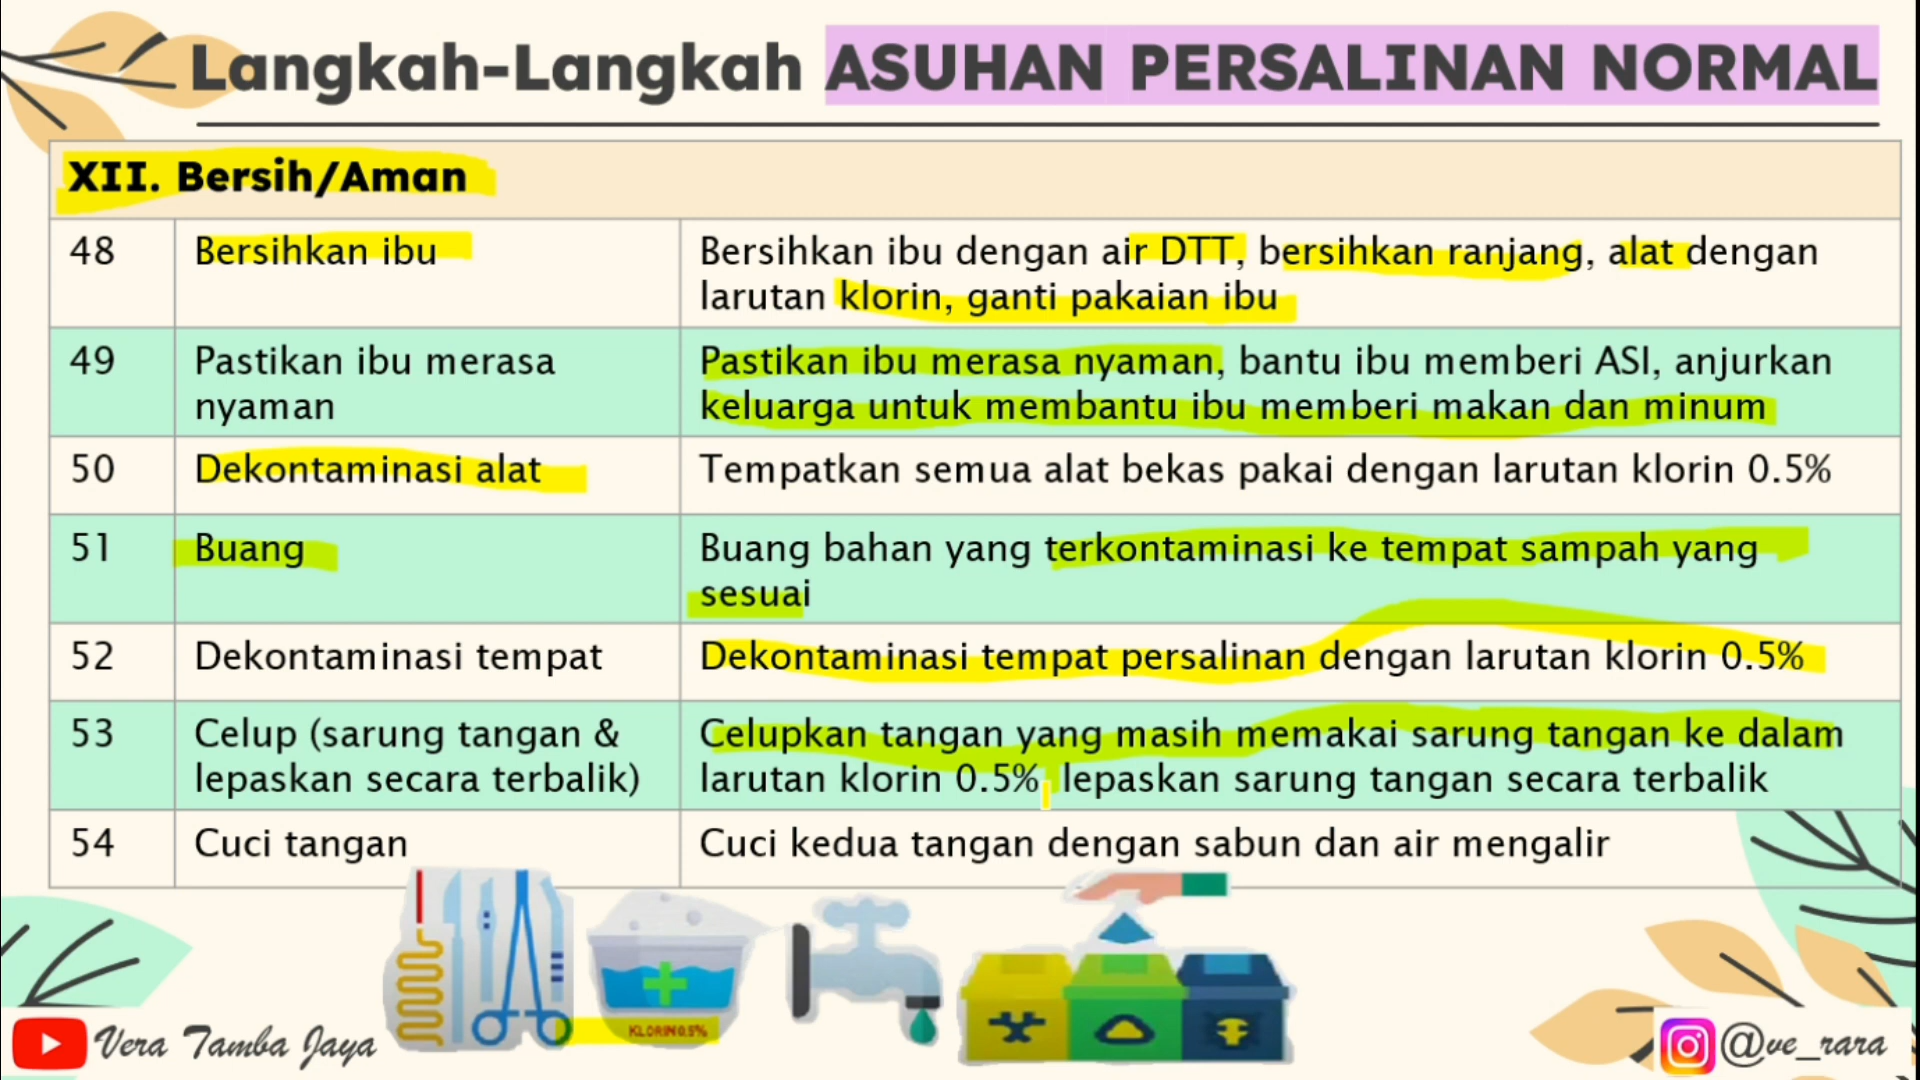 Langkah-Langkah ASUHAN PERSALINAN NORMAL
XII. Bersih/Aman
48
Bersihkan ibu
Bersihkan ibu dengan air DTT, bersihkan ranjang, alat dengan
larutan klorin, ganti pakaian ibu
49
Pastikan ibu merasa
nyaman
Pastikan ibu merasa nyaman, bantu ibu memberi ASI, anjurkan
keluarga untuk membantu ibu memberi makan dan minum
50
Dekontaminasi alat
Tempatkan semua alat bekas pakai dengan larutan klorin 0.5%
51
Buang
Buang bahan yang terkontaminasi ke tempat sampah yang
sesuai
52
Dekontaminasi tempat
Dekontaminasi tempat persalinan dengan larutan klorin 0.5%
53
Celup (sarung tangan &
lepaskan secara terbalik)
Celupkan tangan yang masih memakai sarung tangan ke dalam
larutan klorin 0.5%, lepaskan sarung tangan secara terbalik
54
Cuci tangan
Cuci kedua tangan dengan sabun dan air mengalir
KLORIN 0.5%
Vera Tamba Jaya
@ve_rara